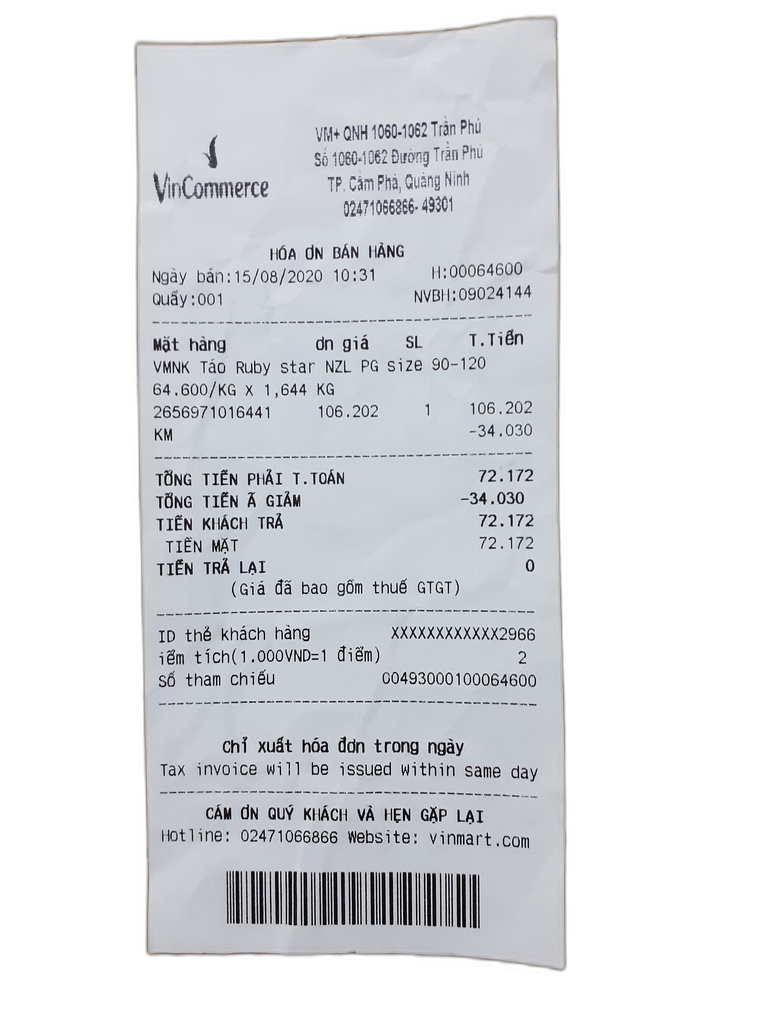 VinCommerce
VM+ QNH 1060-1062 Trần Phú
Số 1060-1062 Đường Trần Phú
TP. Cẩm Phả, Quảng Ninh
02471066866- 49301
HÓA ƠN BÁN HÀNG
Ngày bán:15/08/2020 10:31 H:00064600
Quầy:001 NVBH:09024144
Mặt hàng ơn giá SL T.Tiền
VMNK Táo Ruby star NZL PG size 90-120
64.600/KG X 1,644 KG
2656971016441 106.202 1 106.202
KM -34.030
TỔNG TIỀN PHẢI T.TOÁN 72.172
TỔNG TIỀN Ã GIẢM -34.030
TIỀN KHÁCH TRẢ 72.172
TIỀN MẶT 72.172
TIỀN TRẢ LẠI 0
(Giá đã bao gồm thuế GTGT)
ID thẻ khách hàng XXXXXXXXXXXX2966
iểm tích(1.000VND=1 điểm) 2
Số tham chiếu 00493000100064600
Chỉ xuất hóa đơn trong ngày
Tax invoice will be issued within same day
CÁM ƠN QUÝ KHÁCH VÀ HẸN GẶP LẠI
Hotline: 02471066866 Website: vinmart.com